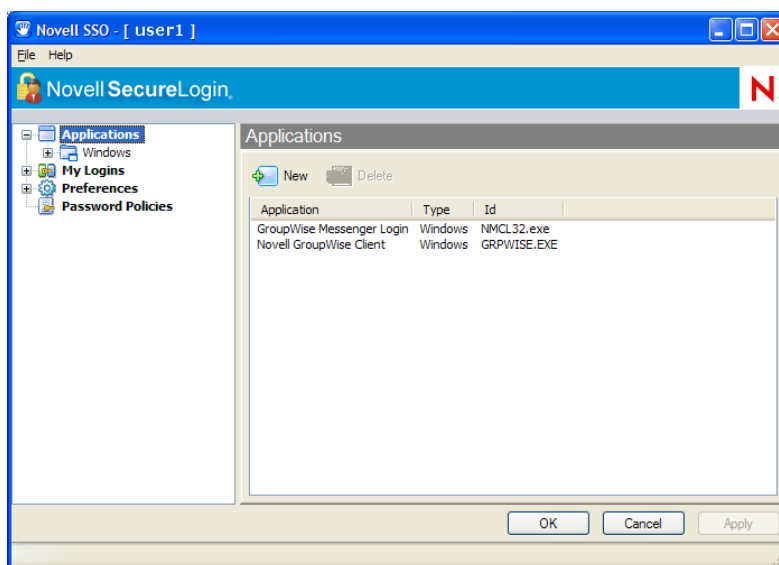 Novell SSO - [ user1 ]
File Help
Novell SecureLogin
N
Applications
Windows
My Logins
Preferences
Password Policies
Applications
New Delete
Application Type Id
GroupWise Messenger Login Windows NMCL32.exe
Novell GroupWise Client Windows GRPWISE.EXE
OK Cancel Apply